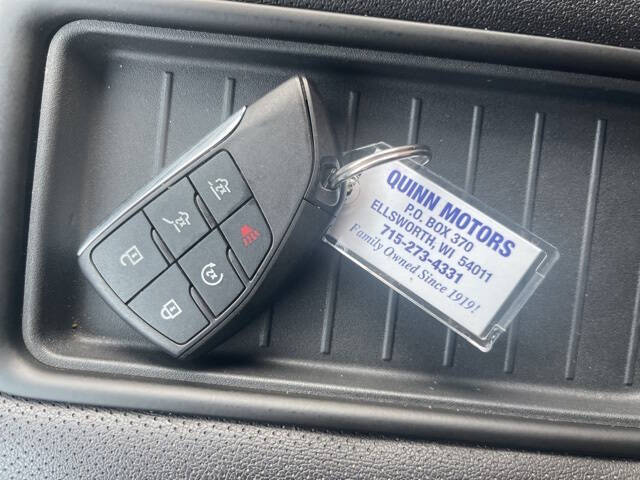 QUINN MOTORS
P.O. BOX 370
ELLSWORTH, WI 54011
715-273-4331
Family Owned Since 1919!